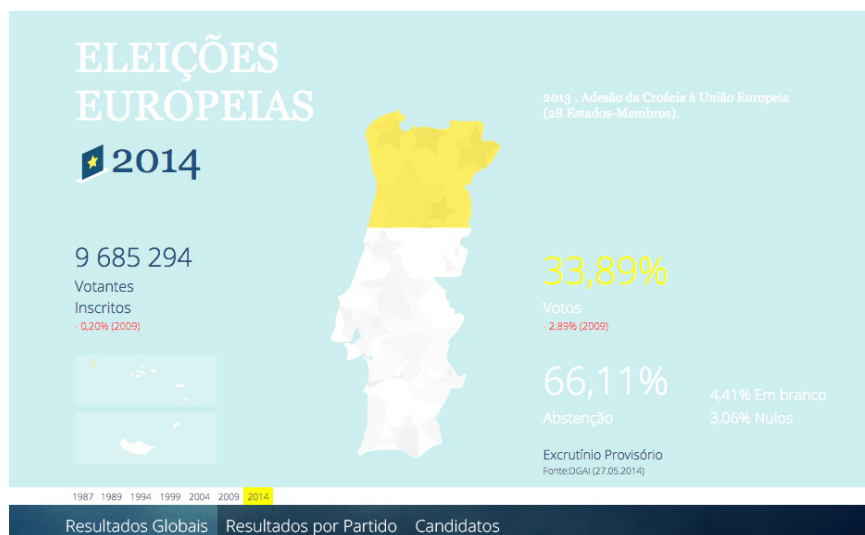 ELEIÇÕES
EUROPEIAS
2014
2013 . Adesão da Croácia à União Europeia
(28 Estados-Membros).
9 685 294
Votantes
Inscritos
- 0,20% (2009)
33,89%
Votos
- 2,89% (2009)
66,11%
Abstenção
4,41% Em branco
3,06% Nulos
Excrutínio Provisório
Fonte:DGAI (27.05.2014)
1987 1989 1994 1999 2004 2009 2014
Resultados Globais Resultados por Partido Candidatos